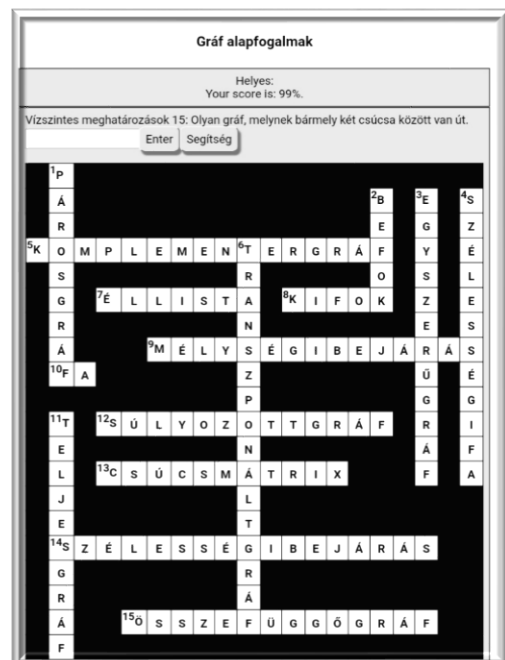 Gráf alapfogalmak
Helyes:
Your score is: 99%.
Vízszintes meghatározások 15: Olyan gráf, melynek bármely két csúcsa között van út.
Enter Segítség
1P
Á 2B 3E 4S
R E G Z
5K O M P L E M E N 6T E R G R Á F Y É
S R O S L
G 7É L L I S T A 8K I F O K Z E
R N E S
Á 9M É L Y S É G I B E J Á R Á S
10F A Z Ű É
P G G
11T 12S Ú L Y O Z O T T G R Á F R I
E N Á F
L 13C S Ú C S M Á T R I X F A
J L
E T
14S Z É L E S S É G I B E J Á R Á S
G R
R Á
Á 15Ö S S Z E F Ü G G Ő G R Á F
F